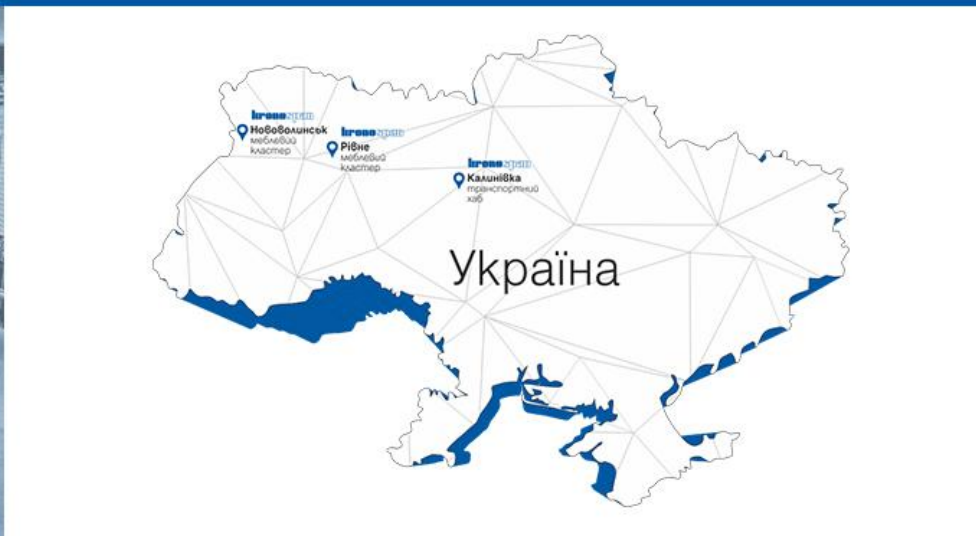 kronospan
Нововолинськ
меблевий
кластер
kronospan
Рівне
меблевий
кластер
kronospan
Калинівка
транспортний
хаб
Україна